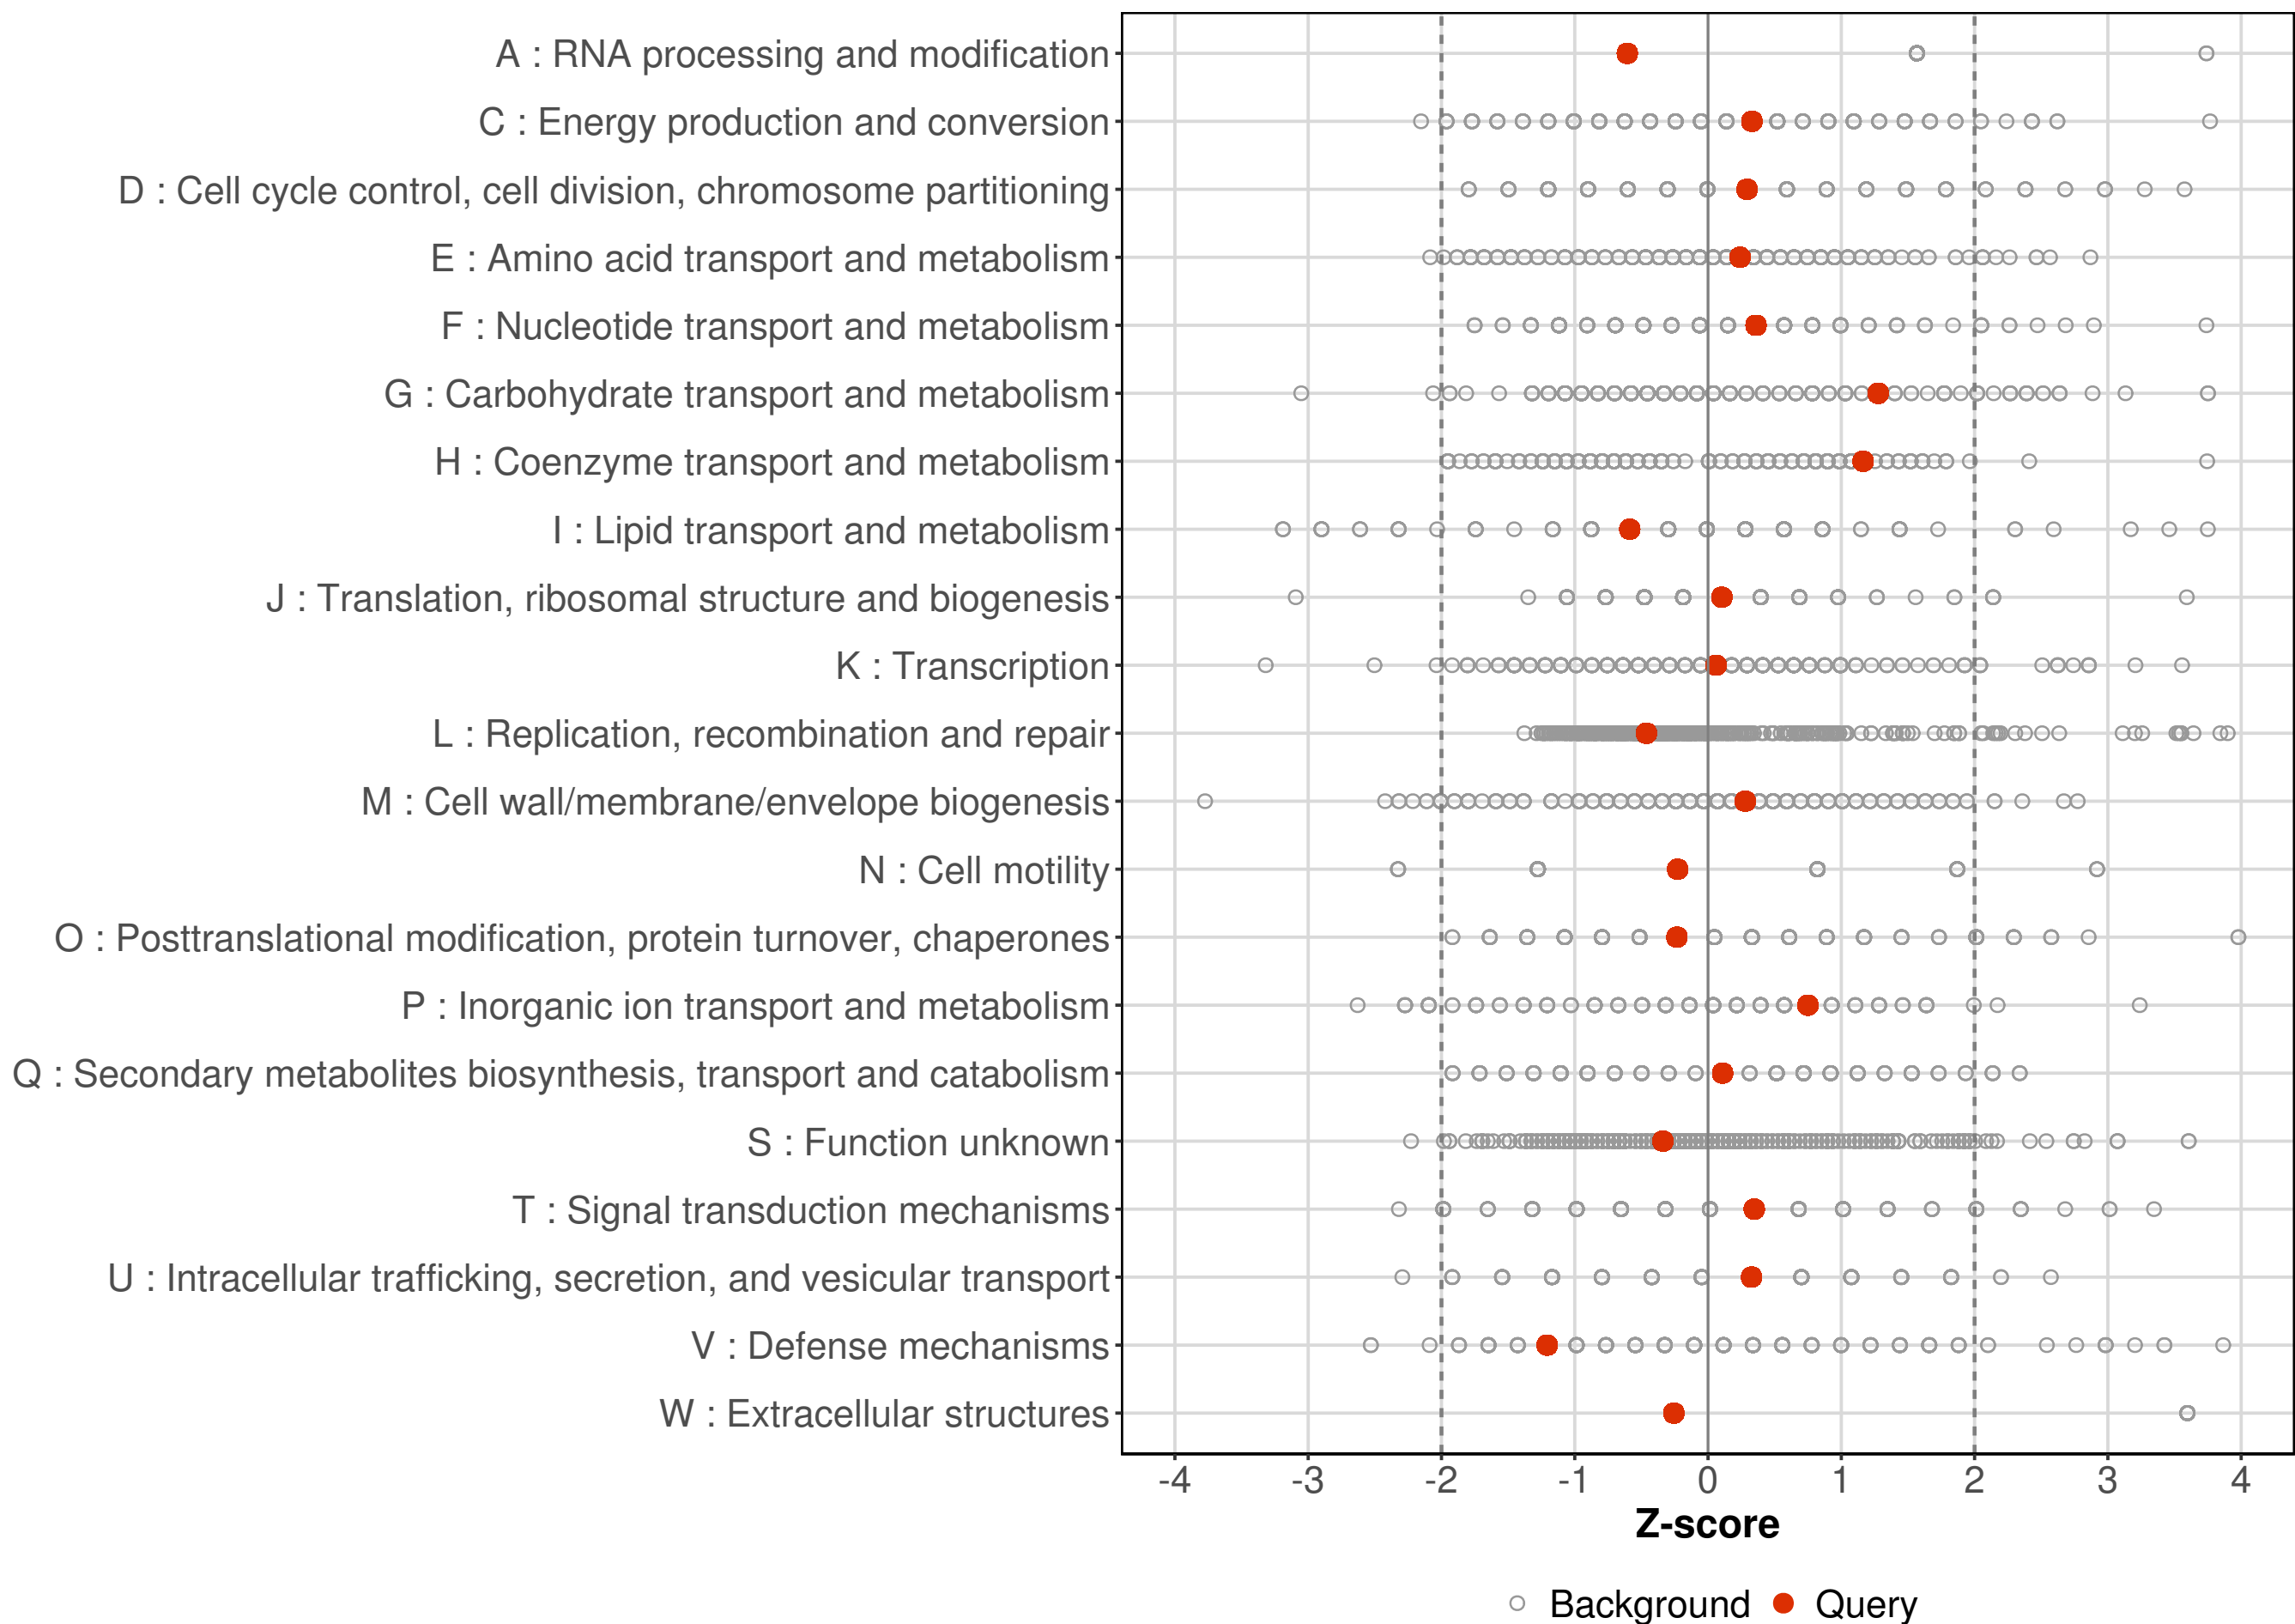 A : RNA processing and modification
C : Energy production and conversion
D : Cell cycle control, cell division, chromosome partitioning
E : Amino acid transport and metabolism
F : Nucleotide transport and metabolism
G : Carbohydrate transport and metabolism
H : Coenzyme transport and metabolism
I : Lipid transport and metabolism
J : Translation, ribosomal structure and biogenesis
K : Transcription
L : Replication, recombination and repair
M : Cell wall/membrane/envelope biogenesis
N : Cell motility
O : Posttranslational modification, protein turnover, chaperones
P : Inorganic ion transport and metabolism
Q : Secondary metabolites biosynthesis, transport and catabolism
S : Function unknown
T : Signal transduction mechanisms
U : Intracellular trafficking, secretion, and vesicular transport
V : Defense mechanisms
W : Extracellular structures
-4 -3 -2 -1 0 1 2 3 4
Z-score
Background Query